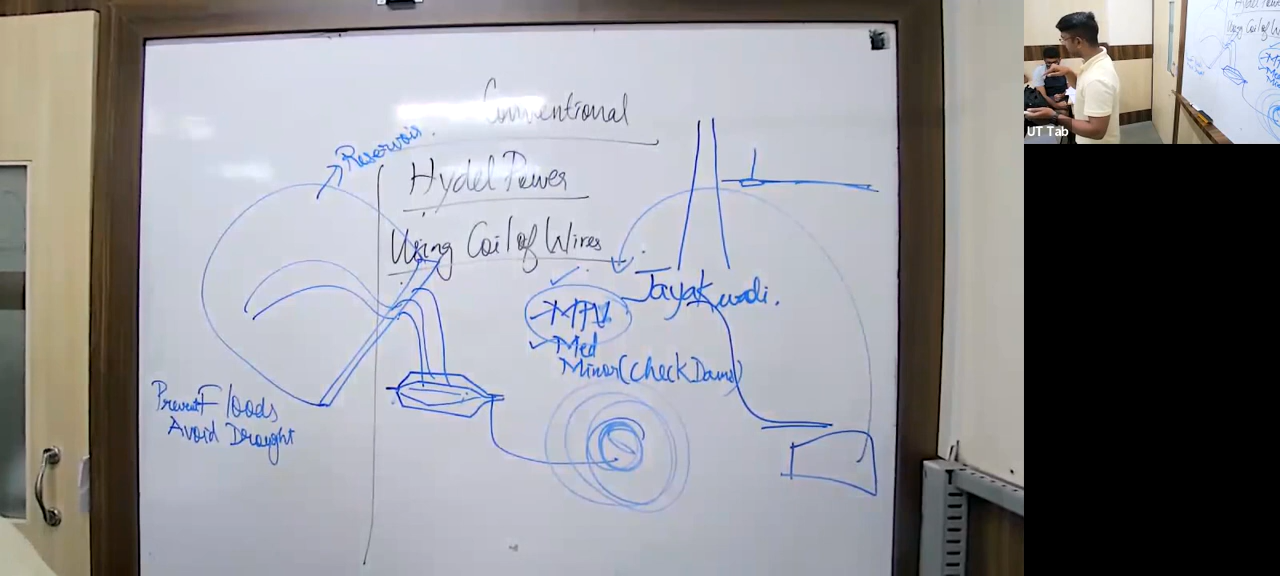 Conventional
Reservoir.
Hydel Power
Using Coil of Wires
Jayakwadi.
Med
Minor (Check Dams)
Prevent Floods
Avoid Drought
UT Tab